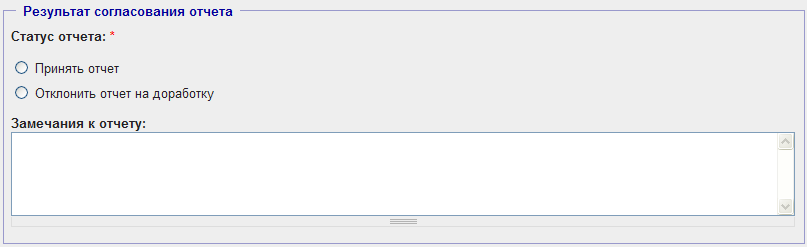 Результат согласования отчета
Статус отчета: *
Принять отчет
Отклонить отчет на доработку
Замечания к отчету: